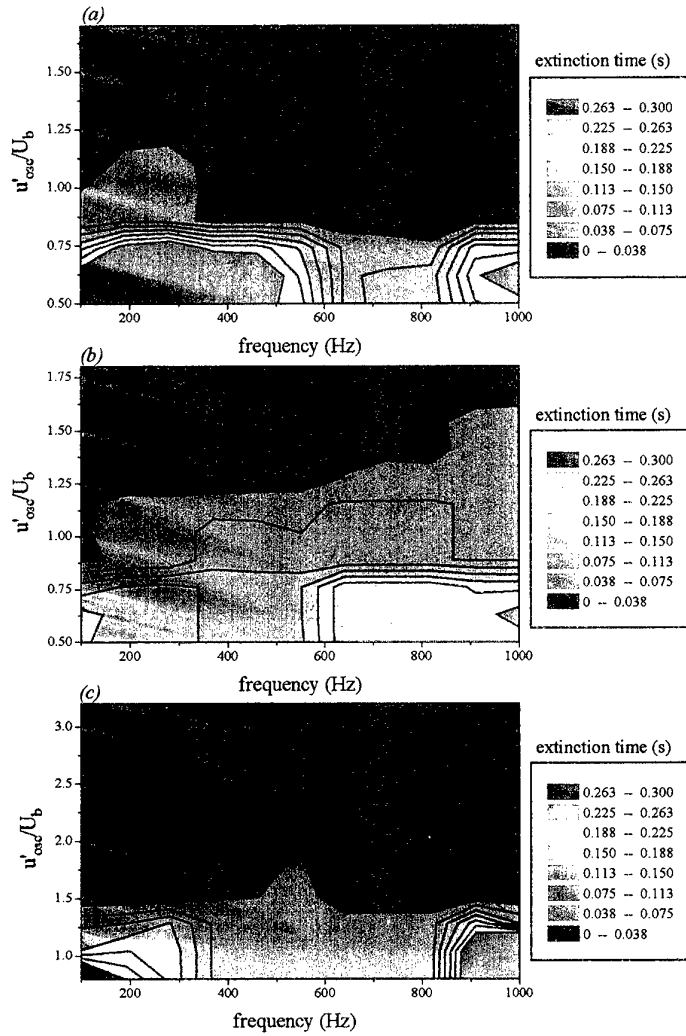 (a)
extinction time (s)
u'osc/Ub
1.50
1.25
1.00
0.75
0.50
0.263 -- 0.300
0.225 -- 0.263
0.188 -- 0.225
0.150 -- 0.188
0.113 -- 0.150
0.075 -- 0.113
0.038 -- 0.075
0 -- 0.038
200
400
600
800
1000
frequency (Hz)
(b)
extinction time (s)
u'osc/Ub
1.75
1.50
1.25
1.00
0.75
0.50
0.263 -- 0.300
0.225 -- 0.263
0.188 -- 0.225
0.150 -- 0.188
0.113 -- 0.150
0.075 -- 0.113
0.038 -- 0.075
0 -- 0.038
200
400
600
800
1000
frequency (Hz)
(c)
extinction time (s)
u'osc/Ub
3.0
2.5
2.0
1.5
1.0
0.263 -- 0.300
0.225 -- 0.263
0.188 -- 0.225
0.150 -- 0.188
0.113 -- 0.150
0.075 -- 0.113
0.038 -- 0.075
0 -- 0.038
200
400
600
800
1000
frequency (Hz)